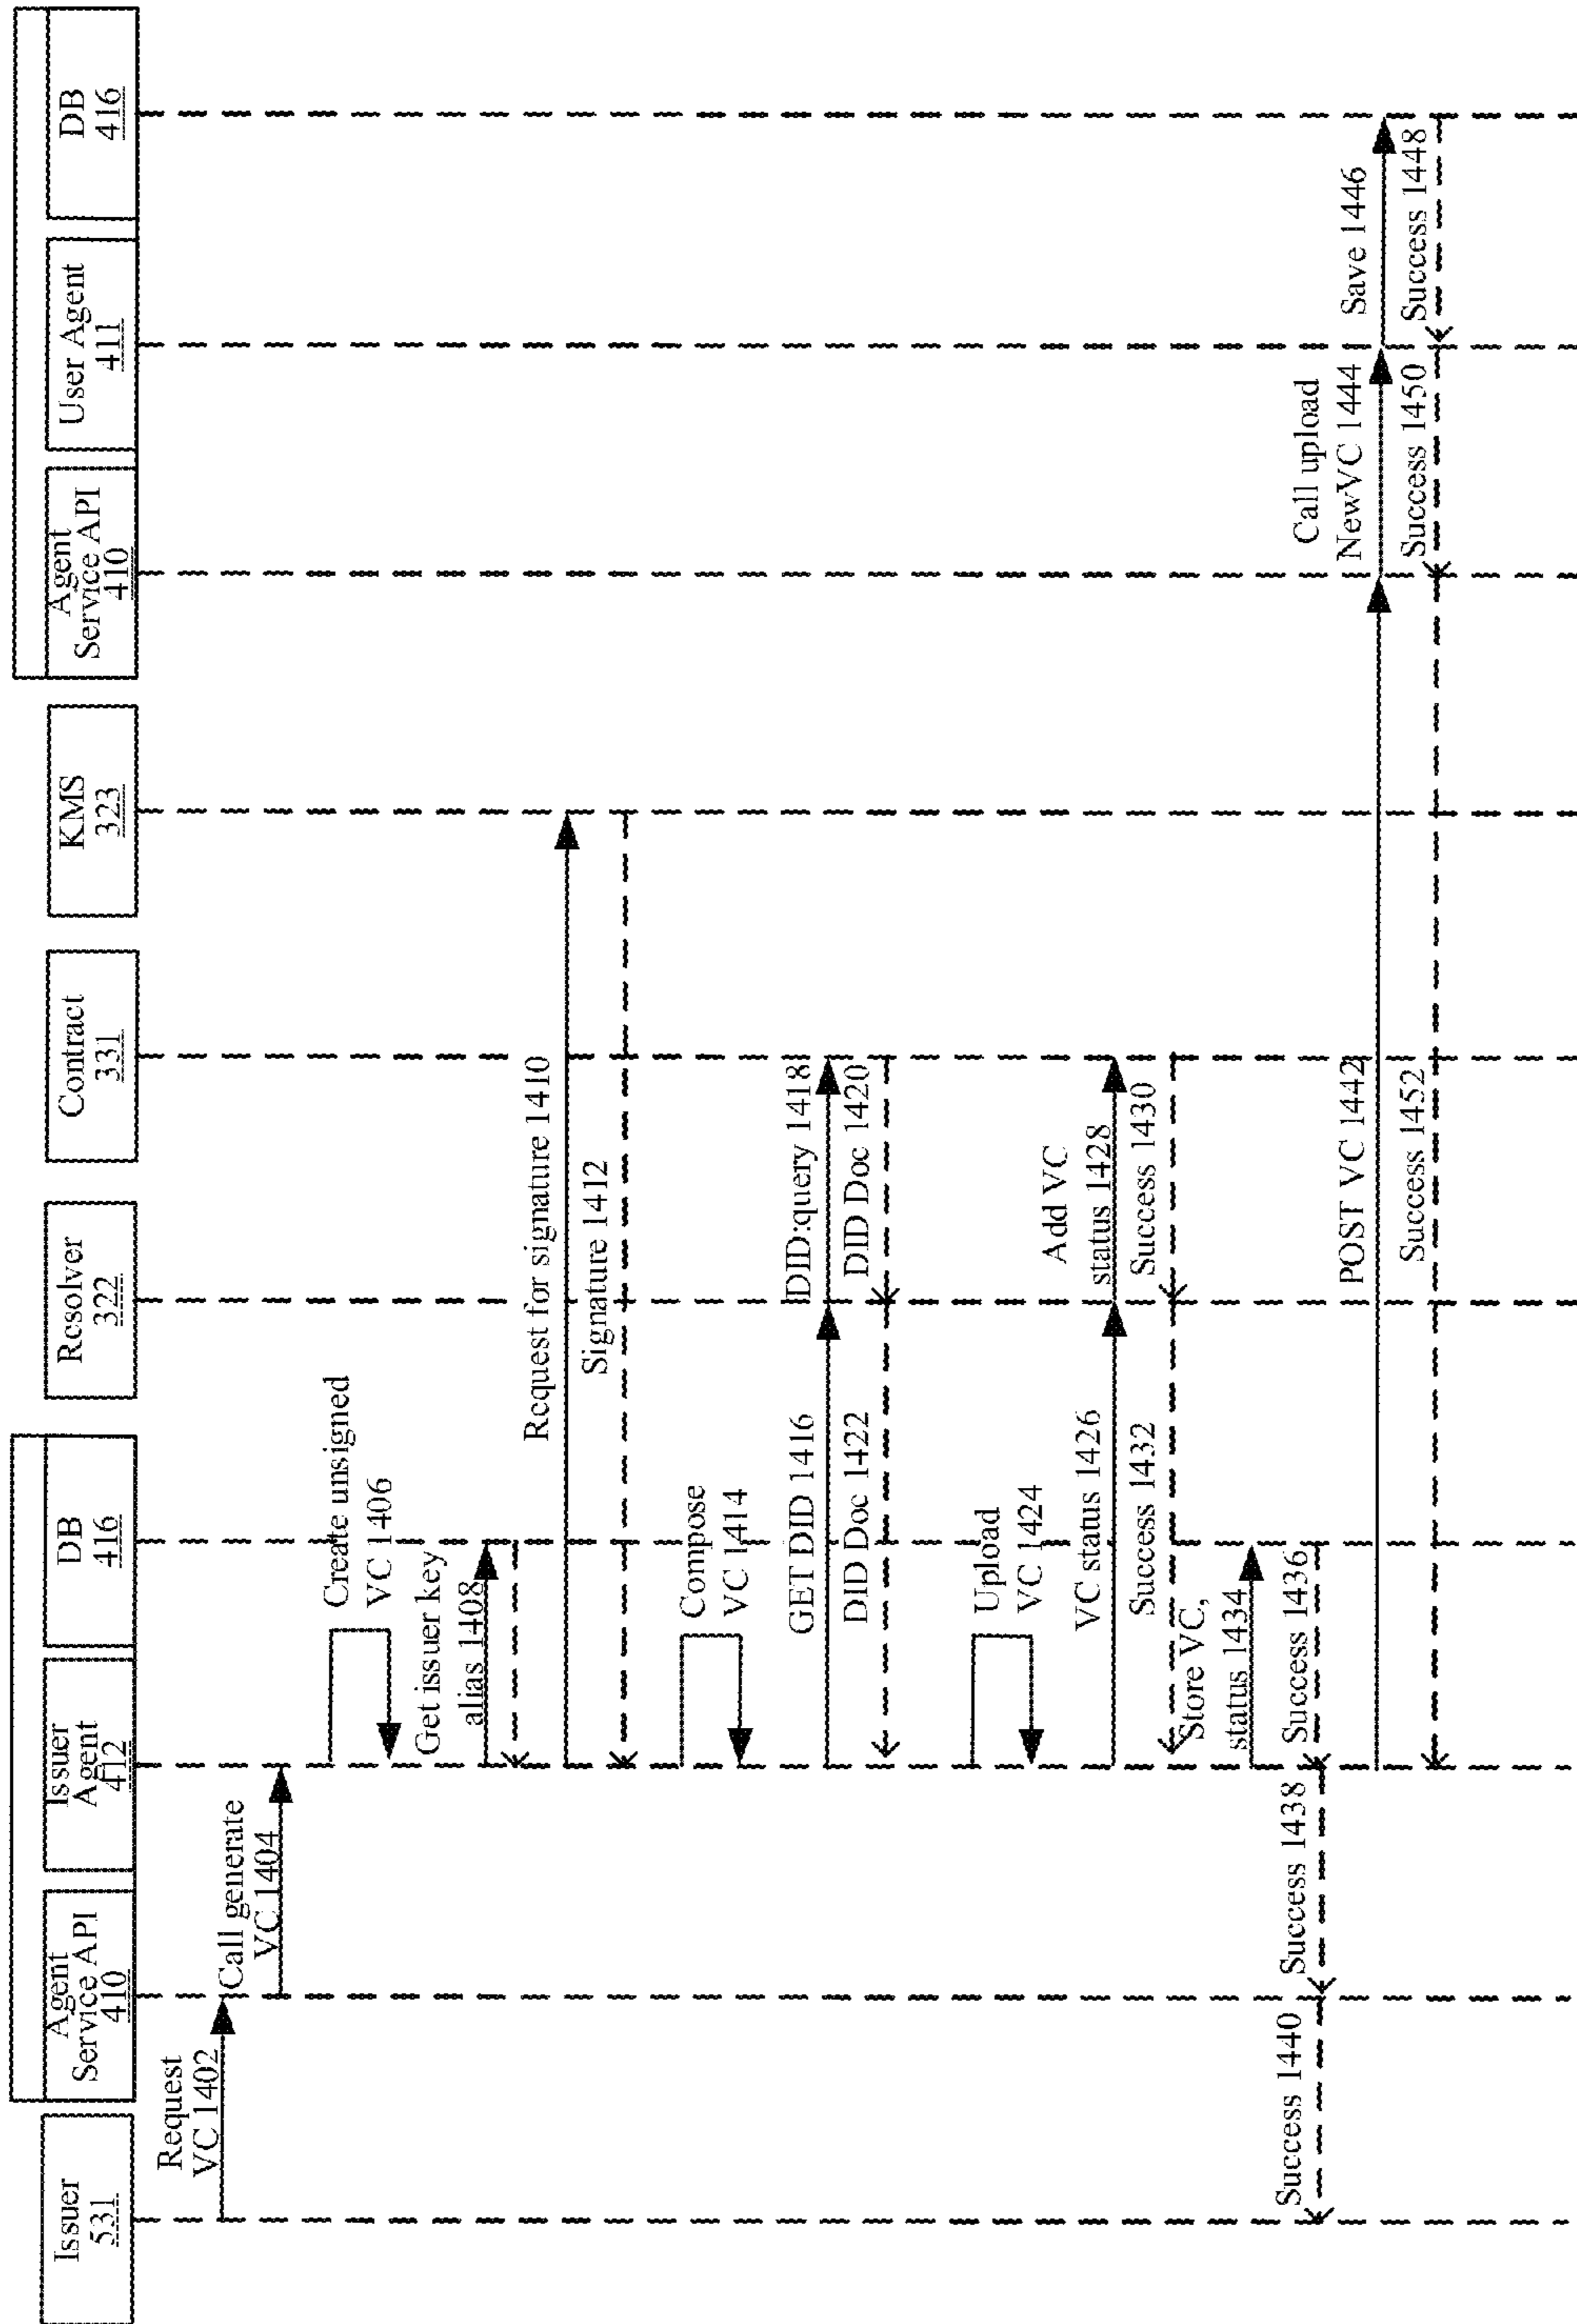 Issuer
531
Agent
Service API
410
Issuer
Agent
412
DB
416
Resolver
322
Contract
331
KMS
323
Agent
Service API
410
User Agent
411
DB
416
Request
VC 1402
Call generate
VC 1404
Create unsigned
VC 1406
Get issuer key
alias 1408
Request for signature 1410
Signature 1412
Compose
VC 1414
GET DID 1416
DID:query 1418
DID Doc 1420
DID Doc 1422
Upload
VC 1424
VC status 1426
Add VC
status 1428
Success 1430
Success 1432
Store VC,
status 1434
Success 1436
Success 1438
Success 1440
POST VC 1442
Call upload
NewVC 1444
Save 1446
Success 1448
Success 1450
Success 1452